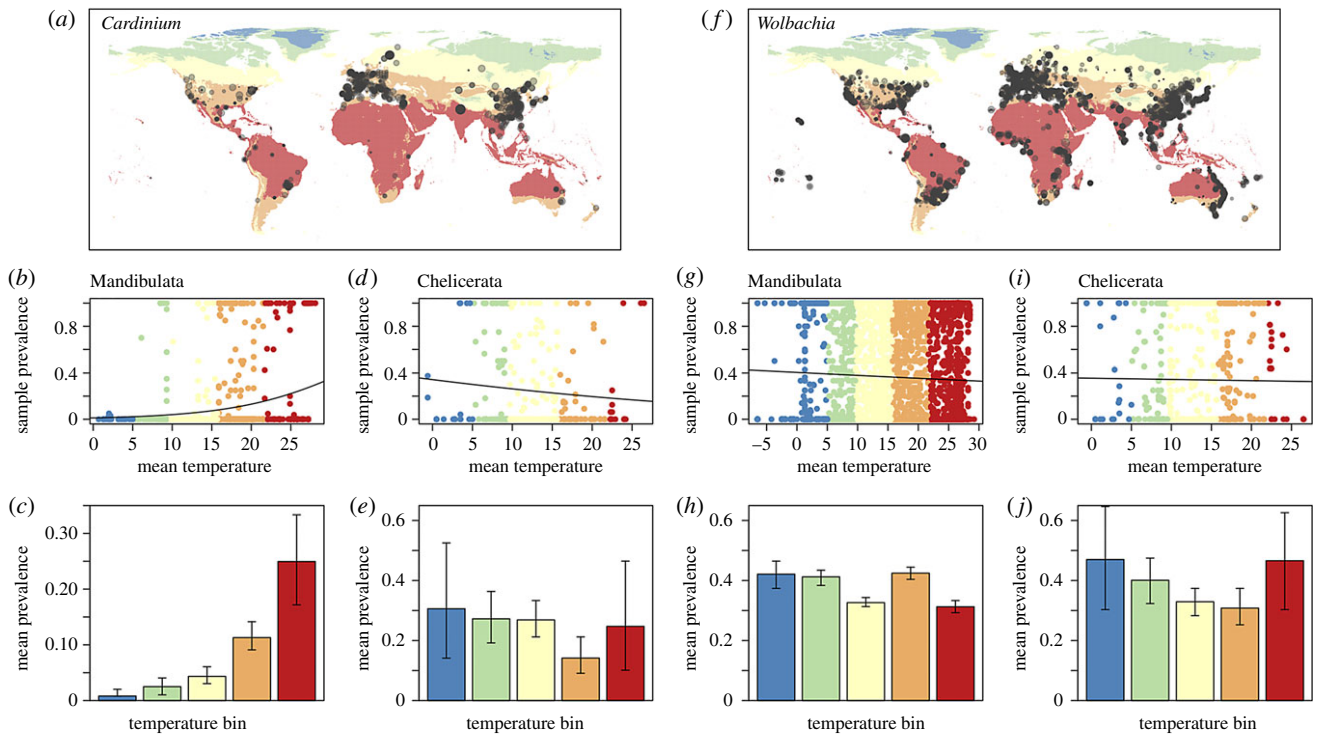 (a) Cardinium
(f) Wolbachia
(b) Mandibulata
sample prevalence
0.8
0.4
0
0 5 10 15 20 25
mean temperature
(d) Chelicerata
sample prevalence
0.8
0.4
0
0 5 10 15 20 25
mean temperature
(g) Mandibulata
sample prevalence
0.8
0.4
0
–5 0 5 10 15 20 25 30
mean temperature
(i) Chelicerata
sample prevalence
0.8
0.4
0
0 5 10 15 20 25
mean temperature
(c)
mean prevalence
0.30
0.20
0.10
0
temperature bin
(e)
mean prevalence
0.6
0.4
0.2
0
temperature bin
(h)
mean prevalence
0.6
0.4
0.2
0
temperature bin
(j)
mean prevalence
0.6
0.4
0.2
0
temperature bin